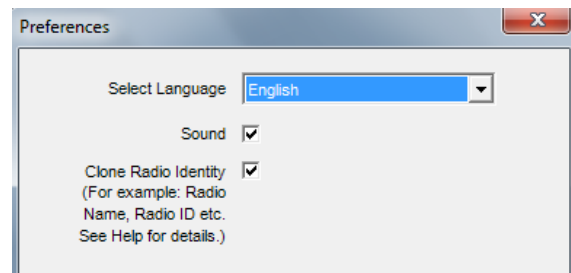 Preferences
Select Language English
Sound
Clone Radio Identity
(For example: Radio
Name, Radio ID etc.
See Help for details.)